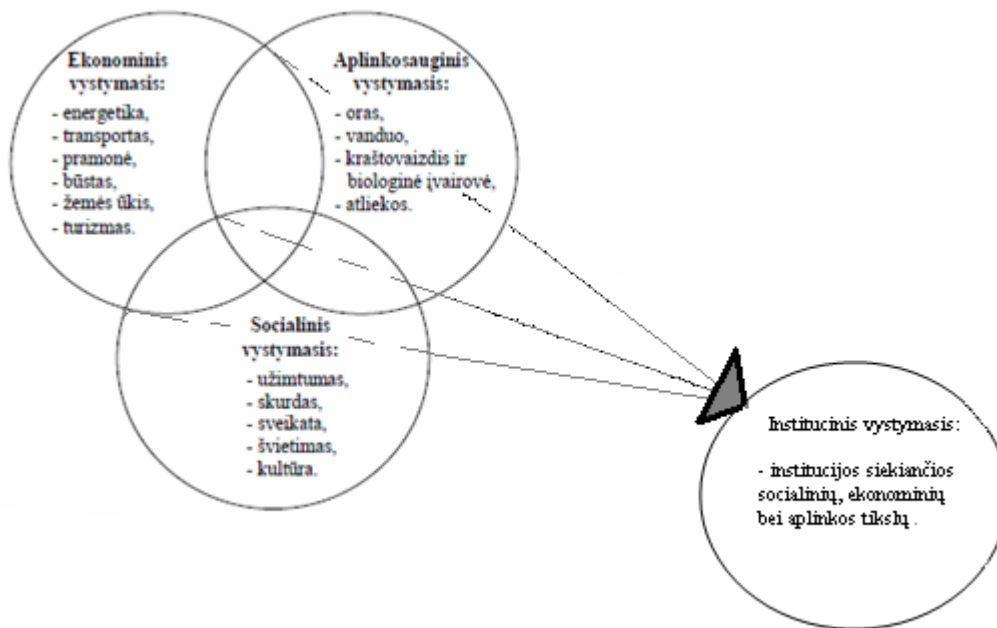 Ekonominis
vystymasis:
- energetika,
- transportas,
- pramonė,
- būstas,
- žemės ūkis,
- turizmas.
Aplinkosauginis
vystymasis:
- oras,
- vanduo,
- kraštovaizdis ir
biologinė įvairovė,
- atliekos.
Socialinis
vystymasis:
- užimtumas,
- skurdas,
- sveikata,
- švietimas,
- kultūra.
Institucinis vystymasis:
- institucijos siekiančios
socialinių, ekonominių
bei aplinkos tikslų .